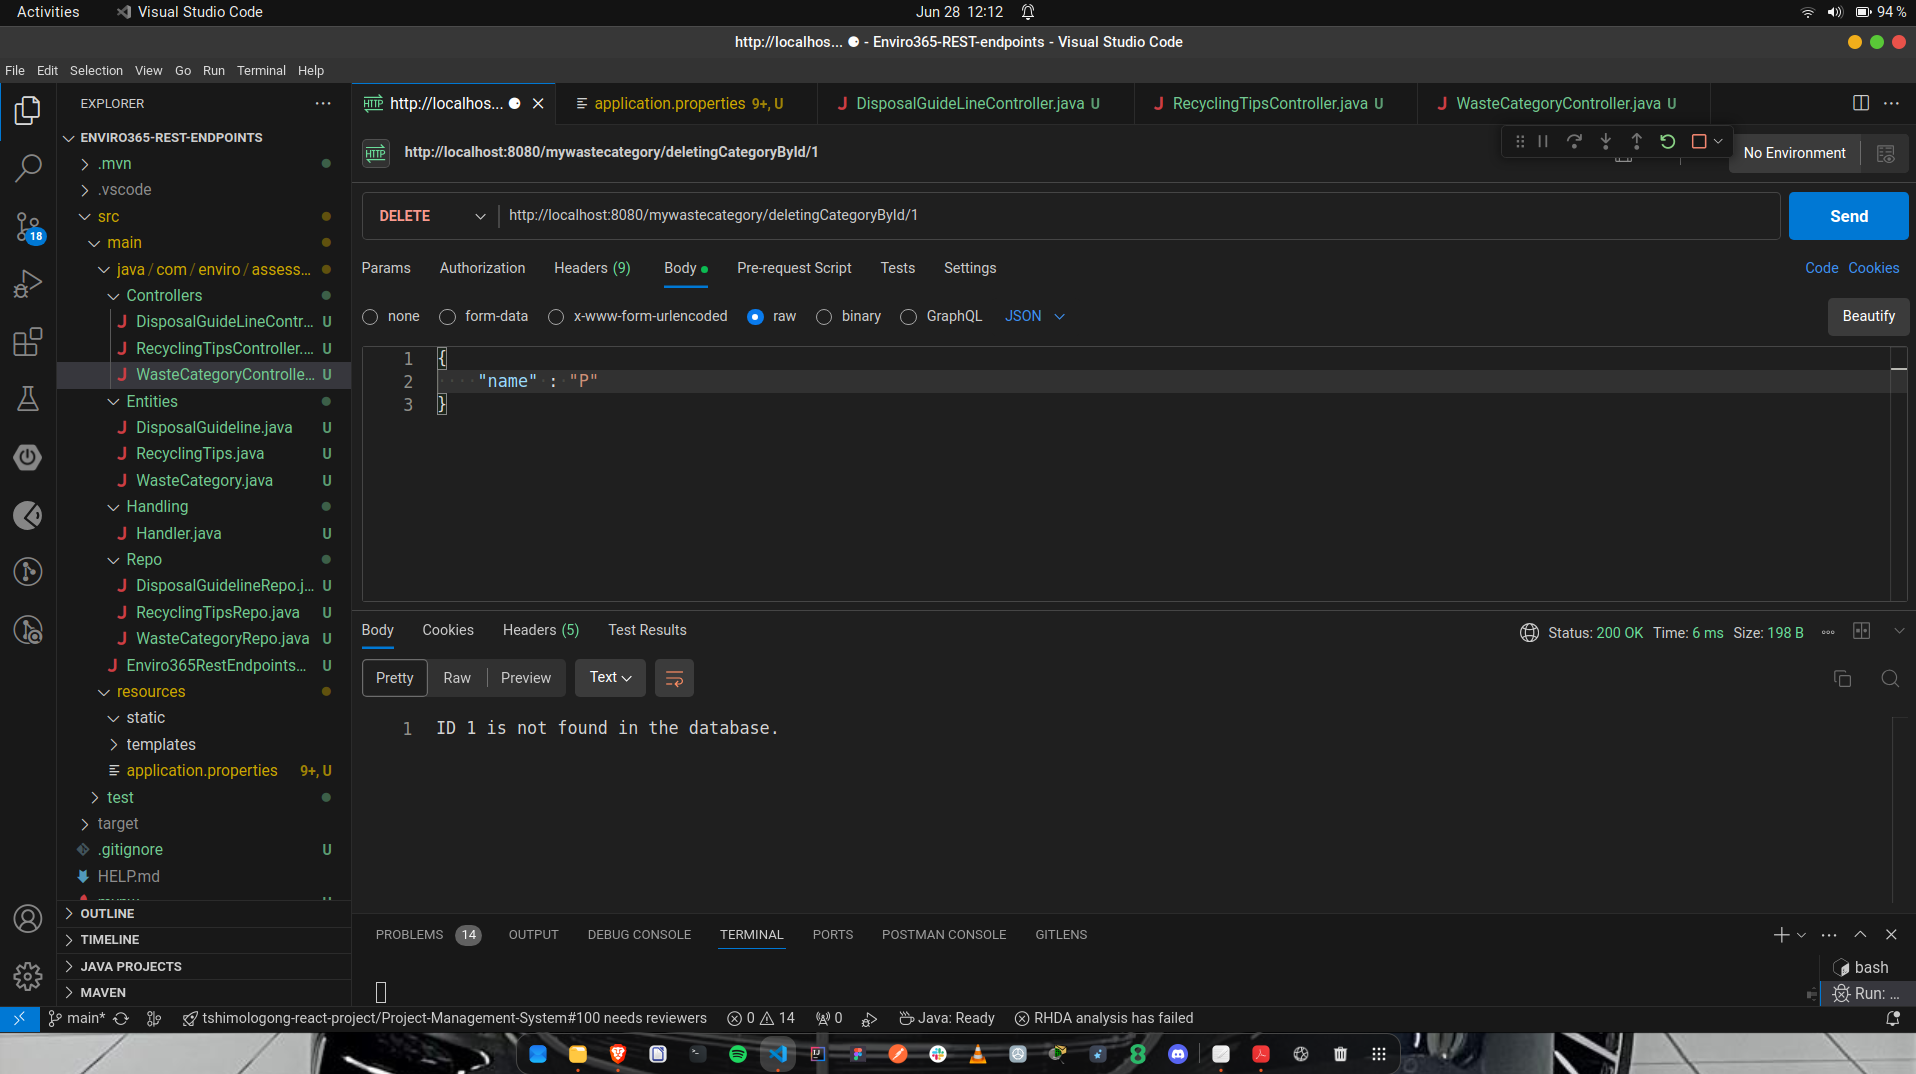 Activities Visual Studio Code Jun 28 12:12 94 %
http://localhos... - Enviro365-REST-endpoints - Visual Studio Code
File Edit Selection View Go Run Terminal Help
EXPLORER
ENVIRO365-REST-ENDPOINTS
.mvn
.vscode
src
main
java / com / enviro / assess...
Controllers
DisposalGuideLineContr... U
RecyclingTipsController.... U
WasteCategoryControlle... U
Entities
DisposalGuideline.java U
RecyclingTips.java U
WasteCategory.java U
Handling
Handler.java U
Repo
DisposalGuidelineRepo.j... U
RecyclingTipsRepo.java U
WasteCategoryRepo.java U
Enviro365RestEndpoints... U
resources
static
templates
application.properties 9+, U
test
target
.gitignore U
HELP.md
OUTLINE
TIMELINE
JAVA PROJECTS
MAVEN
18
HTTP http://localhos... application.properties 9+, U DisposalGuideLineController.java U RecyclingTipsController.java U WasteCategoryController.java U
HTTP http://localhost:8080/mywastecategory/deletingCategoryById/1 No Environment
DELETE http://localhost:8080/mywastecategory/deletingCategoryById/1 Send
Params Authorization Headers (9) Body Pre-request Script Tests Settings Code Cookies
none form-data x-www-form-urlencoded raw binary GraphQL JSON Beautify
1 {
2 "name" : "P"
3 }
Body Cookies Headers (5) Test Results Status: 200 OK Time: 6 ms Size: 198 B
Pretty Raw Preview Text
1 ID 1 is not found in the database.
PROBLEMS 14 OUTPUT DEBUG CONSOLE TERMINAL PORTS POSTMAN CONSOLE GITLENS
bash
Run: ...
main* tshimologong-react-project/Project-Management-System#100 needs reviewers 0 14 0 Java: Ready RHDA analysis has failed